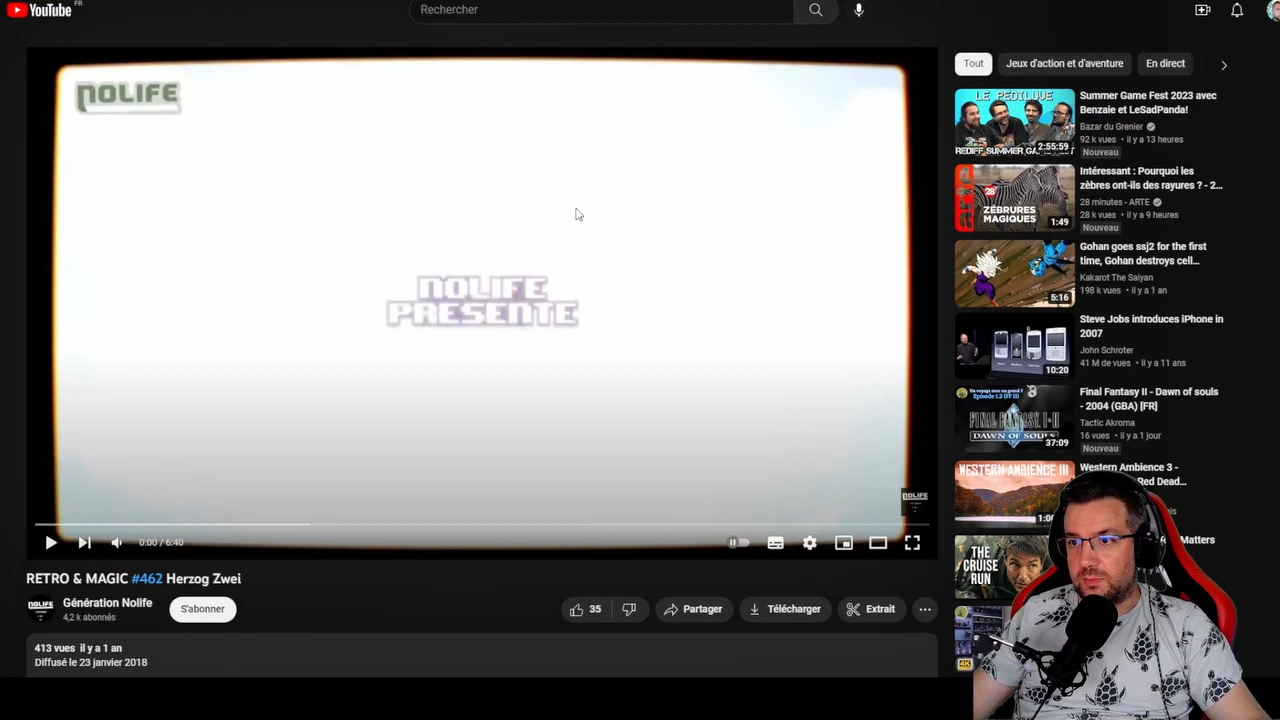 YouTube FR
Rechercher
NOLIFE
NOLIFE
PRESENTE
NOLIFE
0:00 / 6:40
RETRO & MAGIC #462 Herzog Zwei
NOLIFE
Génération Nolife
4,2 k abonnés
S'abonner
35
Partager
Télécharger
Extrait
413 vues il y a 1 an
Diffusé le 23 janvier 2018
Tout
Jeux d'action et d'aventure
En direct
LE PEDILUVE
REDIFF SUMMER GAME FEST
2:55:59
Summer Game Fest 2023 avec
Benzaie et LeSadPanda!
Bazar du Grenier
92 k vues • il y a 13 heures
Nouveau
28'
ZÉBRURES
MAGIQUES
1:49
Intéressant : Pourquoi les
zèbres ont-ils des rayures ? - 2...
28 minutes - ARTE
28 k vues • il y a 9 heures
Nouveau
5:16
Gohan goes ssj2 for the first
time, Gohan destroys cell...
Kakarot The Saiyan
198 k vues • il y a 1 an
10:20
Steve Jobs introduces iPhone in
2007
John Schroter
41 M de vues • il y a 11 ans
FINAL FANTASY I•II
DAWN OF SOULS
37:09
Final Fantasy II - Dawn of souls
- 2004 (GBA) [FR]
Tactic Akroma
16 vues • il y a 1 jour
Nouveau
WESTERN AMBIENCE III
Western Ambience 3 -
Red Dead...
THE
CRUISE
RUN
Matters
4K